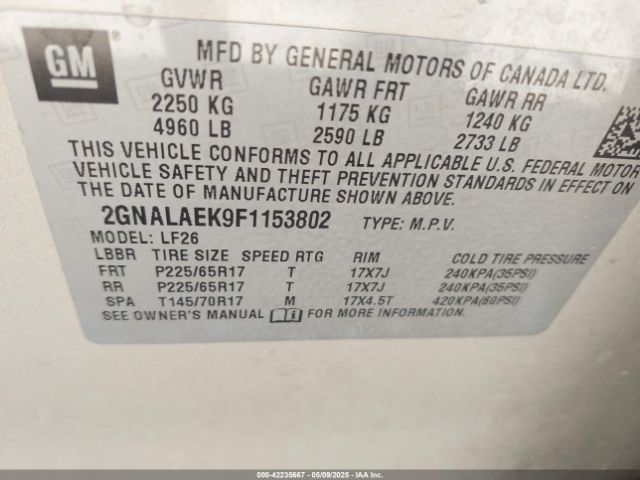 GM
MFD BY GENERAL MOTORS OF CANADA LTD.
GVWR GAWR FRT GAWR RR
2250 KG 1175 KG 1240 KG
4960 LB 2590 LB 2733 LB
THIS VEHICLE CONFORMS TO ALL APPLICABLE U.S. FEDERAL MOTOR
VEHICLE SAFETY AND THEFT PREVENTION STANDARDS IN EFFECT ON
THE DATE OF MANUFACTURE SHOWN ABOVE.
2GNALAEK9F1153802 TYPE: M.P.V.
MODEL: LF26
LBBR TIRE SIZE SPEED RTG RIM COLD TIRE PRESSURE
FRT P225/65R17 T 17X7J 240KPA(35PSI)
RR P225/65R17 T 17X7J 240KPA(35PSI)
SPA T145/70R17 M 17X4.5T 420KPA(60PSI)
SEE OWNER'S MANUAL FOR MORE INFORMATION.
000-42235667 - 05/09/2025 - IAAI Inc. Copyright